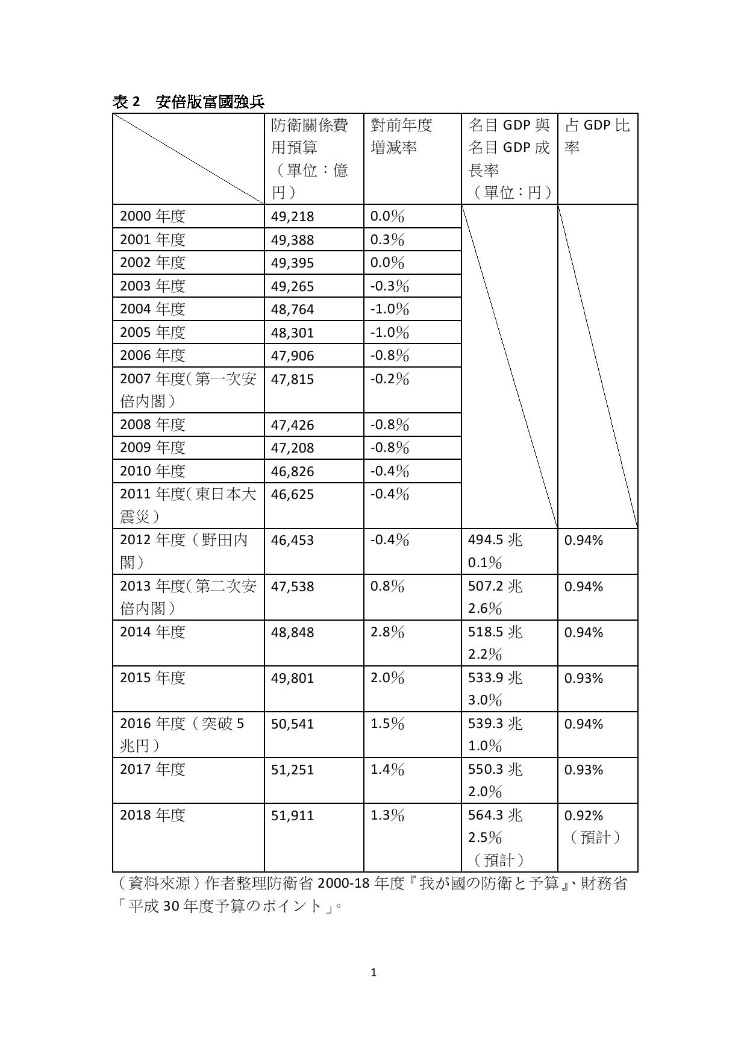 表 2　安倍版富國強兵
防衛關係費 對前年度 名目 GDP 與 占 GDP 比
用預算 增減率 名目 GDP 成 率
（單位：億 長率
円） （單位：円）
2000 年度 49,218 0.0％
2001 年度 49,388 0.3％
2002 年度 49,395 0.0％
2003 年度 49,265 -0.3％
2004 年度 48,764 -1.0％
2005 年度 48,301 -1.0％
2006 年度 47,906 -0.8％
2007 年度（第一次安 47,815 -0.2％
倍内閣）
2008 年度 47,426 -0.8％
2009 年度 47,208 -0.8％
2010 年度 46,826 -0.4％
2011 年度（東日本大 46,625 -0.4％
震災）
2012 年度（野田内 46,453 -0.4％ 494.5 兆 0.94%
閣） 0.1％
2013 年度（第二次安 47,538 0.8％ 507.2 兆 0.94%
倍内閣） 2.6％
2014 年度 48,848 2.8％ 518.5 兆 0.94%
2.2％
2015 年度 49,801 2.0％ 533.9 兆 0.93%
3.0％
2016 年度（突破 5 50,541 1.5％ 539.3 兆 0.94%
兆円） 1.0％
2017 年度 51,251 1.4％ 550.3 兆 0.93%
2.0％
2018 年度 51,911 1.3％ 564.3 兆 0.92%
2.5％ （預計）
（預計）
（資料來源）作者整理防衛省 2000-18 年度『我が國の防衛と予算』、財務省
「平成 30 年度予算のポイント」。
1